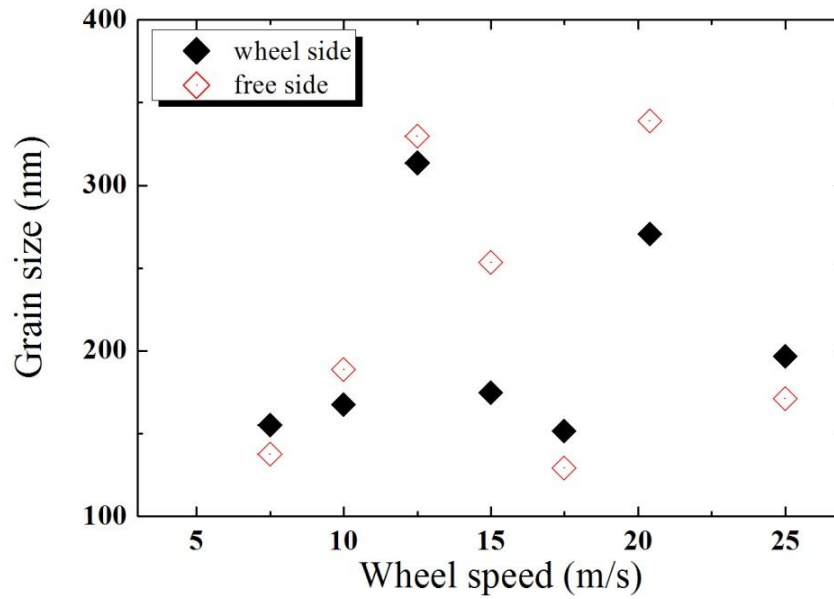 400
300
200
100
Grain size (nm)
wheel side
free side
5 10 15 20 25
Wheel speed (m/s)